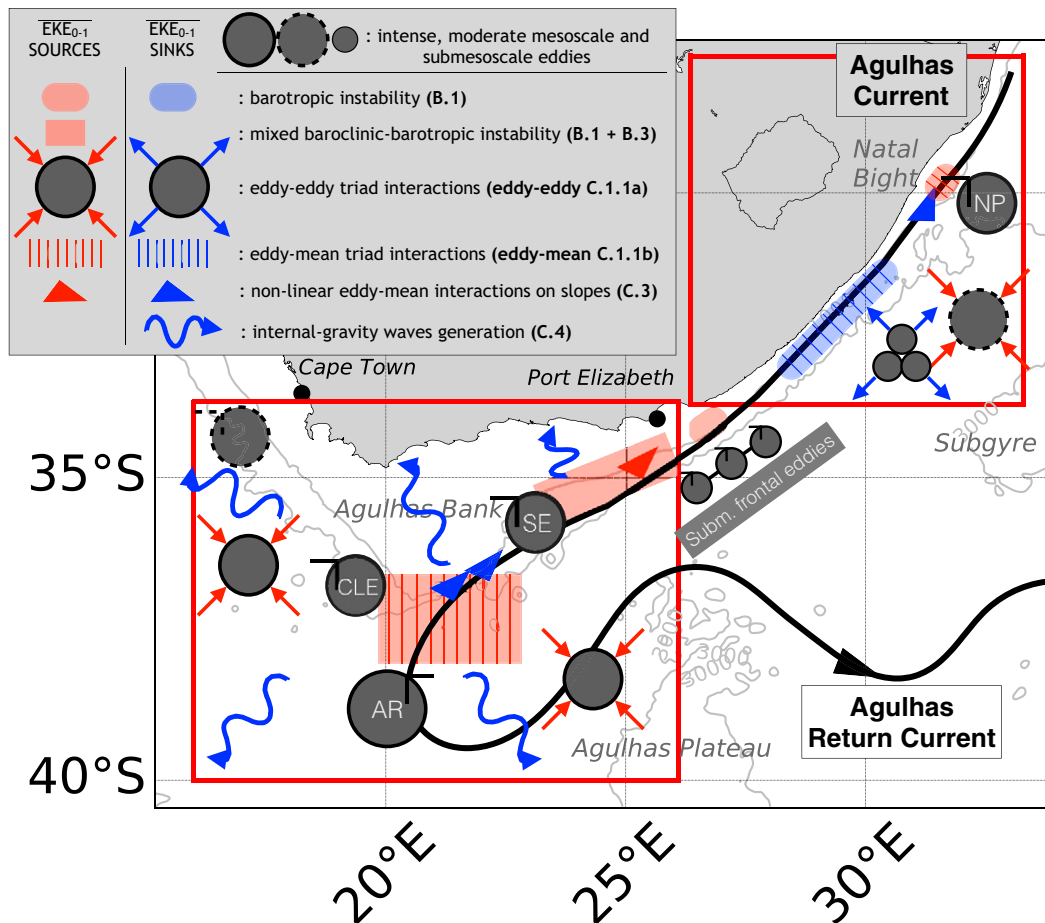 EKE0-1 SOURCES
EKE0-1 SINKS
: intense, moderate mesoscale and
submesoscale eddies
: barotropic instability (B.1)
: mixed baroclinic-barotropic instability (B.1 + B.3)
: eddy-eddy triad interactions (eddy-eddy C.1.1a)
: eddy-mean triad interactions (eddy-mean C.1.1b)
: non-linear eddy-mean interactions on slopes (C.3)
: internal-gravity waves generation (C.4)
Agulhas
Current
Natal
Bight
NP
Cape Town
Port Elizabeth
3000
Subgyre
35°S
Agulhas Bank
SE
Subm. frontal eddies
CLE
3000
AR
Agulhas Plateau
Agulhas
Return Current
40°S
20°E
25°E
30°E